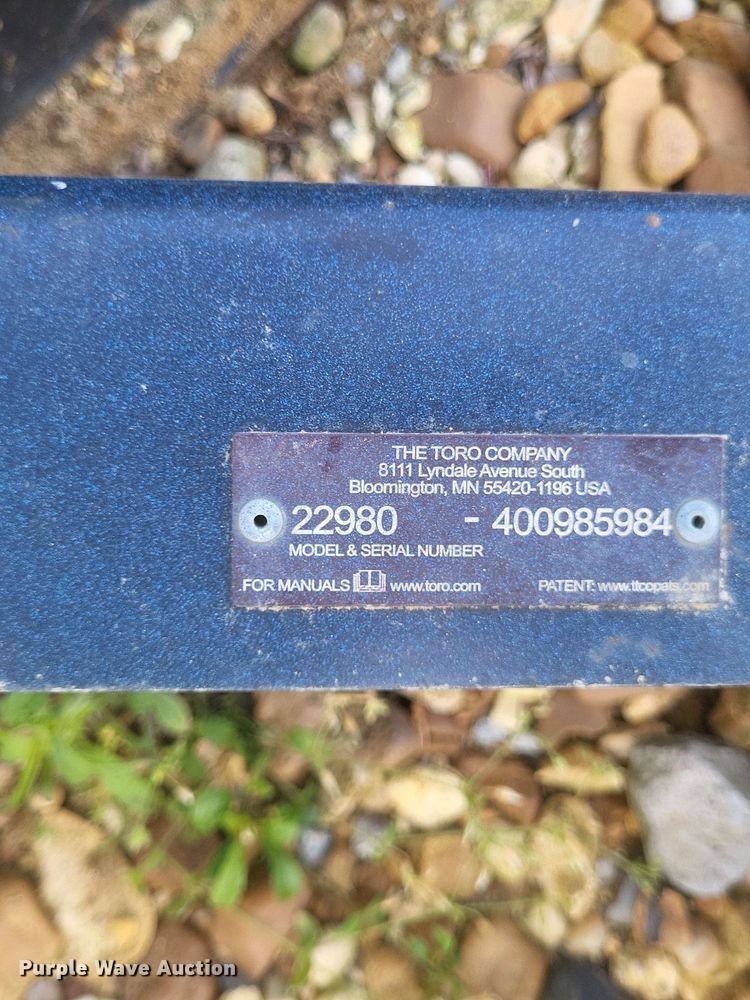 THE TORO COMPANY
8111 Lyndale Avenue South
Bloomington, MN 55420-1196 USA
22980 - 400985984
MODEL & SERIAL NUMBER
FOR MANUALS www.toro.com PATENT: www.ttcopats.com
Purple Wave Auction